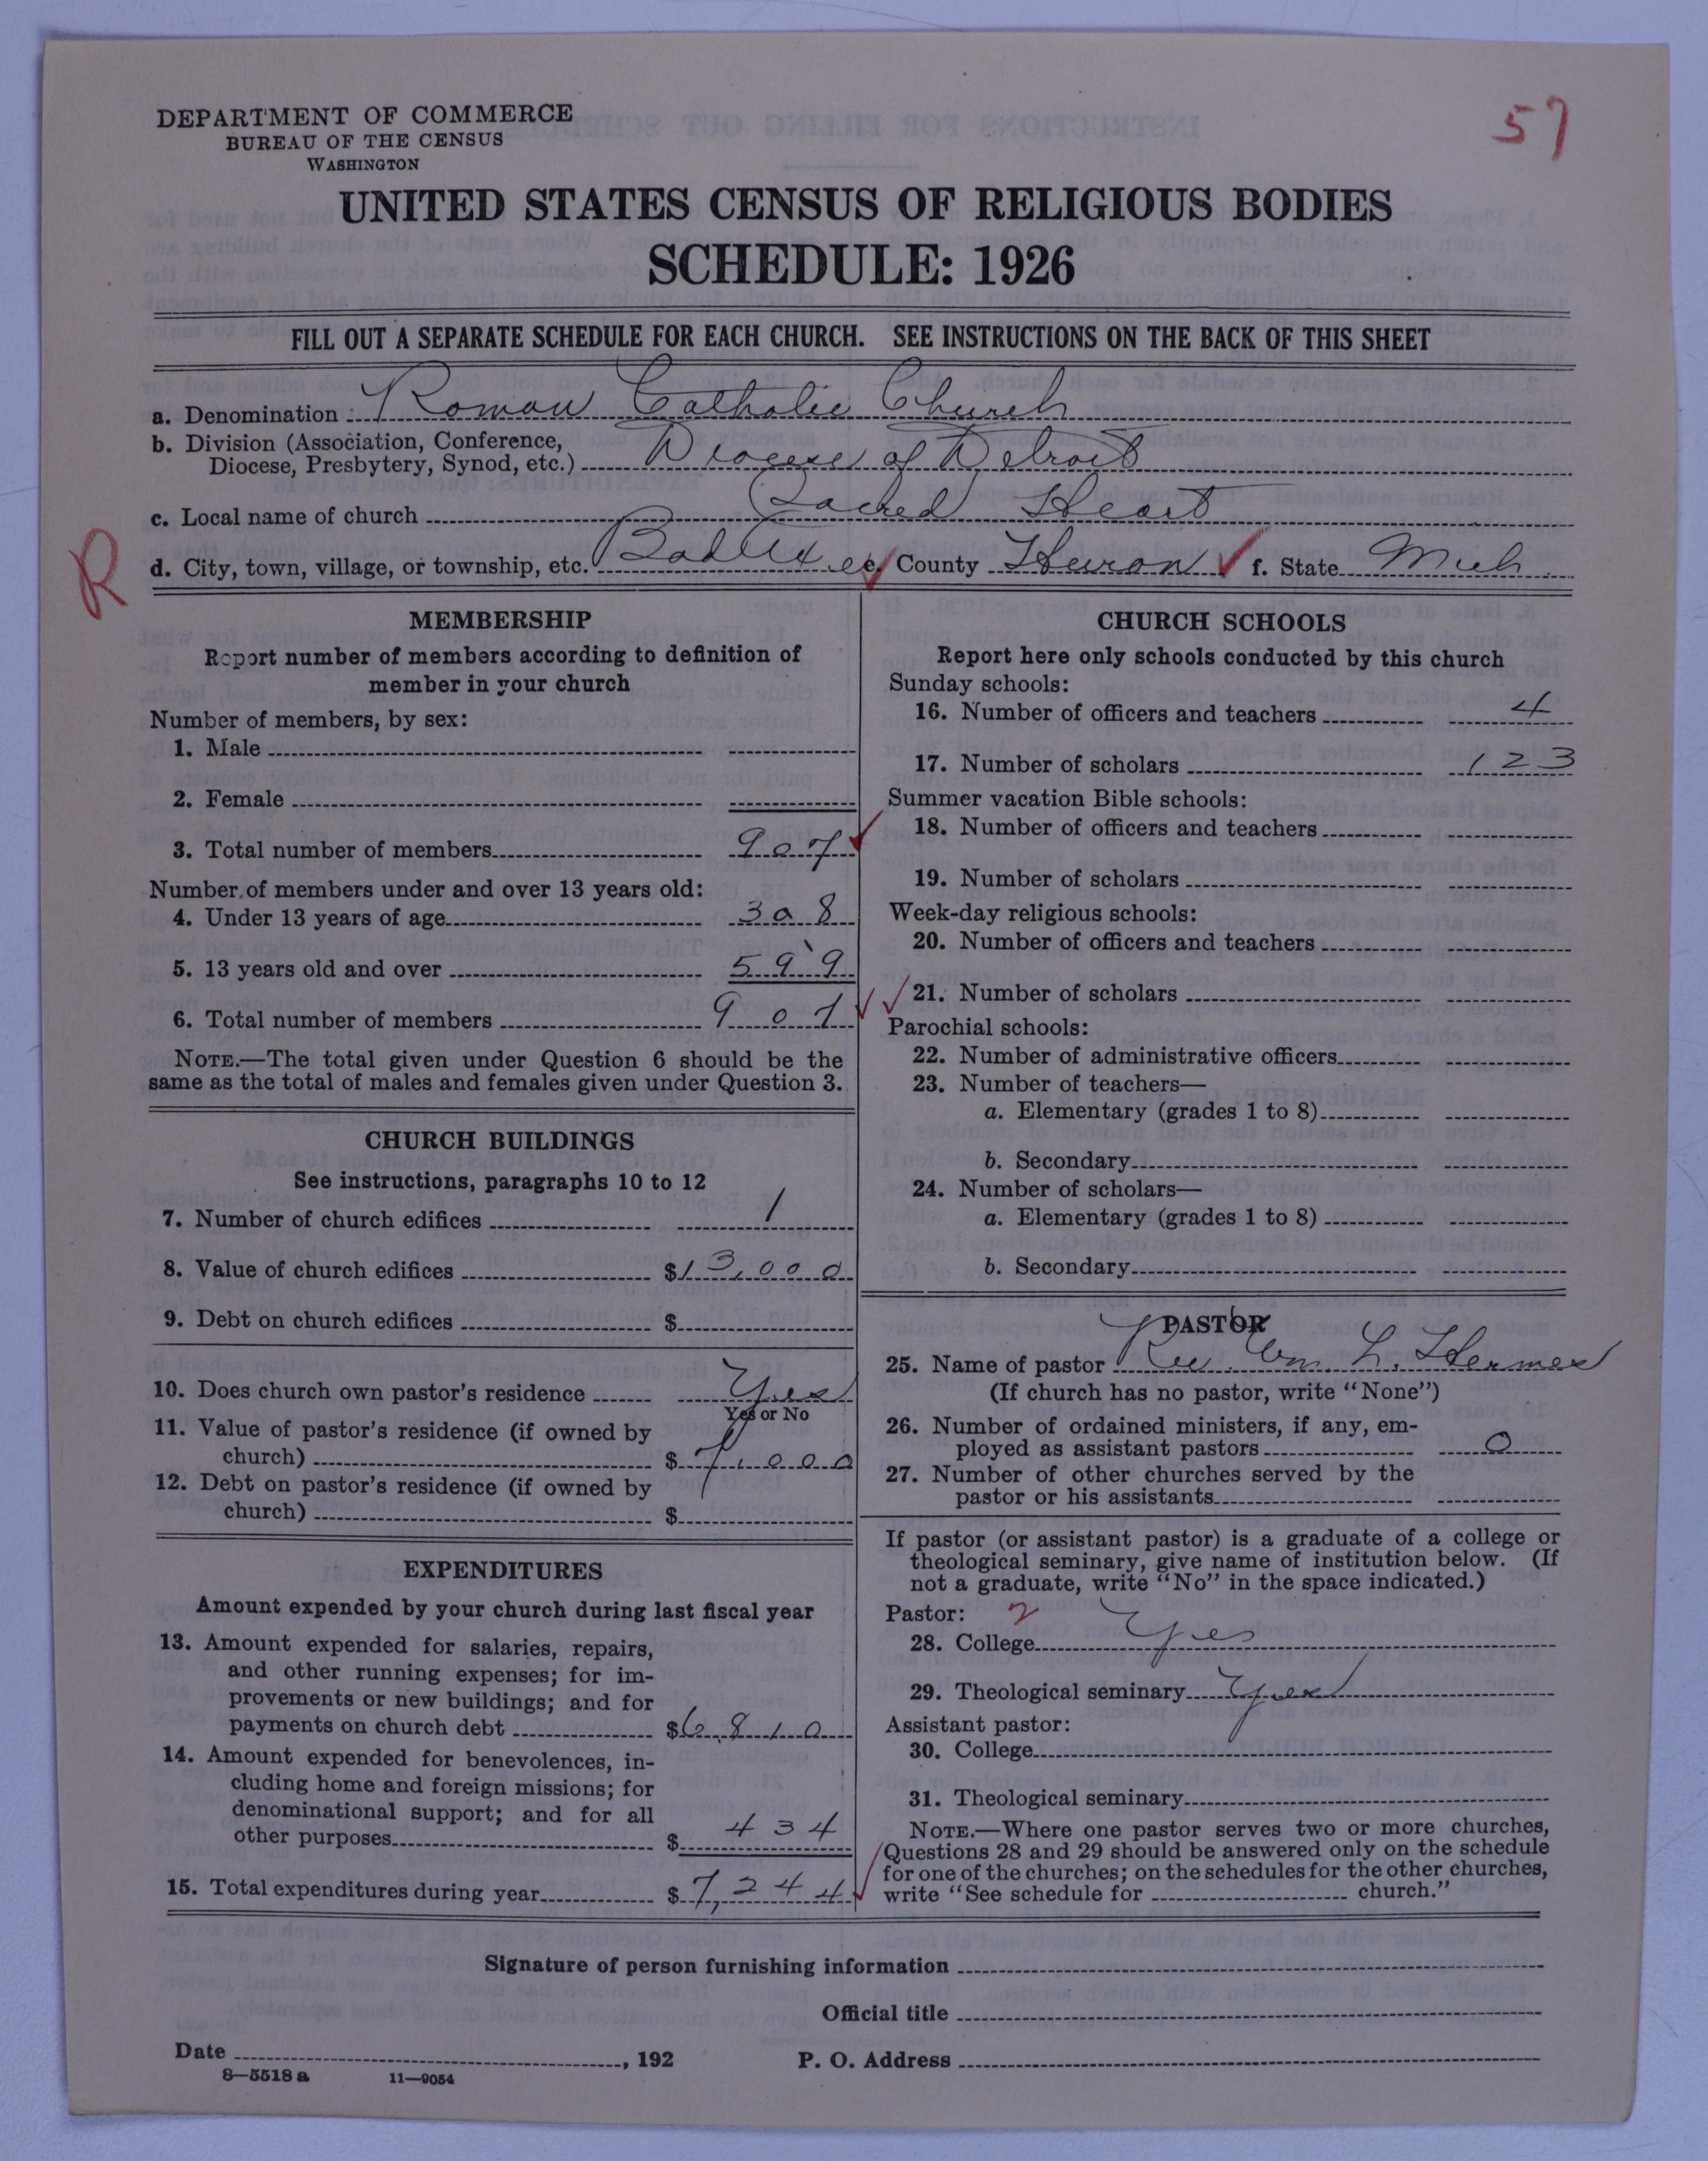 DEPARTMENT OF COMMERCE
BUREAU OF THE CENSUS
WASHINGTON
57
UNITED STATES CENSUS OF RELIGIOUS BODIES
SCHEDULE: 1926
FILL OUT A SEPARATE SCHEDULE FOR EACH CHURCH. SEE INSTRUCTIONS ON THE BACK OF THIS SHEET
a. Denomination Roman Catholic Church
b. Division (Association, Conference,
Diocese, Presbytery, Synod, etc.) Diocese of Detroit
c. Local name of church Sacred Heart
R
d. City, town, village, or township, etc. Bad Axe e. County Huron f. State Mich
MEMBERSHIP
Report number of members according to definition of
member in your church
Number of members, by sex:
1. Male
2. Female
3. Total number of members 907
Number of members under and over 13 years old:
4. Under 13 years of age 308
5. 13 years old and over 599
6. Total number of members 907
NOTE.—The total given under Question 6 should be the
same as the total of males and females given under Question 3.
CHURCH BUILDINGS
See instructions, paragraphs 10 to 12
7. Number of church edifices 1
8. Value of church edifices $13,000
9. Debt on church edifices $
10. Does church own pastor's residence Yes
Yes or No
11. Value of pastor's residence (if owned by
church) $7,000
12. Debt on pastor's residence (if owned by
church) $
EXPENDITURES
Amount expended by your church during last fiscal year
13. Amount expended for salaries, repairs,
and other running expenses; for im-
provements or new buildings; and for
payments on church debt $6,810
14. Amount expended for benevolences, in-
cluding home and foreign missions; for
denominational support; and for all
other purposes $434
15. Total expenditures during year $7,244
CHURCH SCHOOLS
Report here only schools conducted by this church
Sunday schools:
16. Number of officers and teachers 4
17. Number of scholars 123
Summer vacation Bible schools:
18. Number of officers and teachers
19. Number of scholars
Week-day religious schools:
20. Number of officers and teachers
21. Number of scholars
Parochial schools:
22. Number of administrative officers
23. Number of teachers—
a. Elementary (grades 1 to 8)
b. Secondary
24. Number of scholars—
a. Elementary (grades 1 to 8)
b. Secondary
PASTOR
25. Name of pastor Rev. Wm. L. Hermes
(If church has no pastor, write "None")
26. Number of ordained ministers, if any, em-
ployed as assistant pastors 0
27. Number of other churches served by the
pastor or his assistants
If pastor (or assistant pastor) is a graduate of a college or
theological seminary, give name of institution below. (If
not a graduate, write "No" in the space indicated.)
Pastor: 2
28. College Yes
29. Theological seminary Yes
Assistant pastor:
30. College
31. Theological seminary
NOTE.—Where one pastor serves two or more churches,
Questions 28 and 29 should be answered only on the schedule
for one of the churches; on the schedules for the other churches,
write "See schedule for church."
Signature of person furnishing information
Official title
Date , 192
P. O. Address
8—5518 a 11—9054